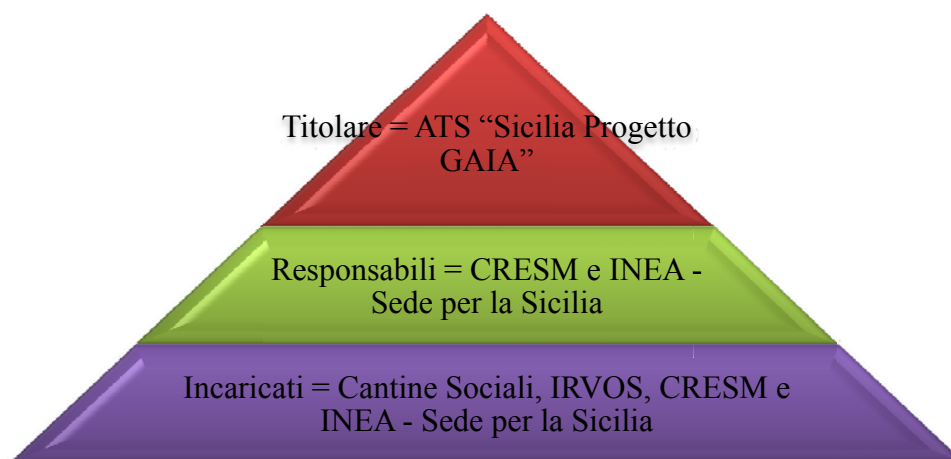 Titolare = ATS “Sicilia Progetto
GAIA”
Responsabili = CRESM e INEA -
Sede per la Sicilia
Incaricati = Cantine Sociali, IRVOS, CRESM e
INEA - Sede per la Sicilia